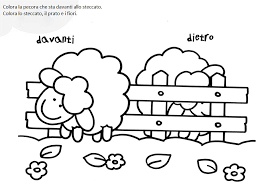 Colora la pecora che sta davanti allo steccato.
Colora lo steccato, il prato e i fiori.
davanti
dietro